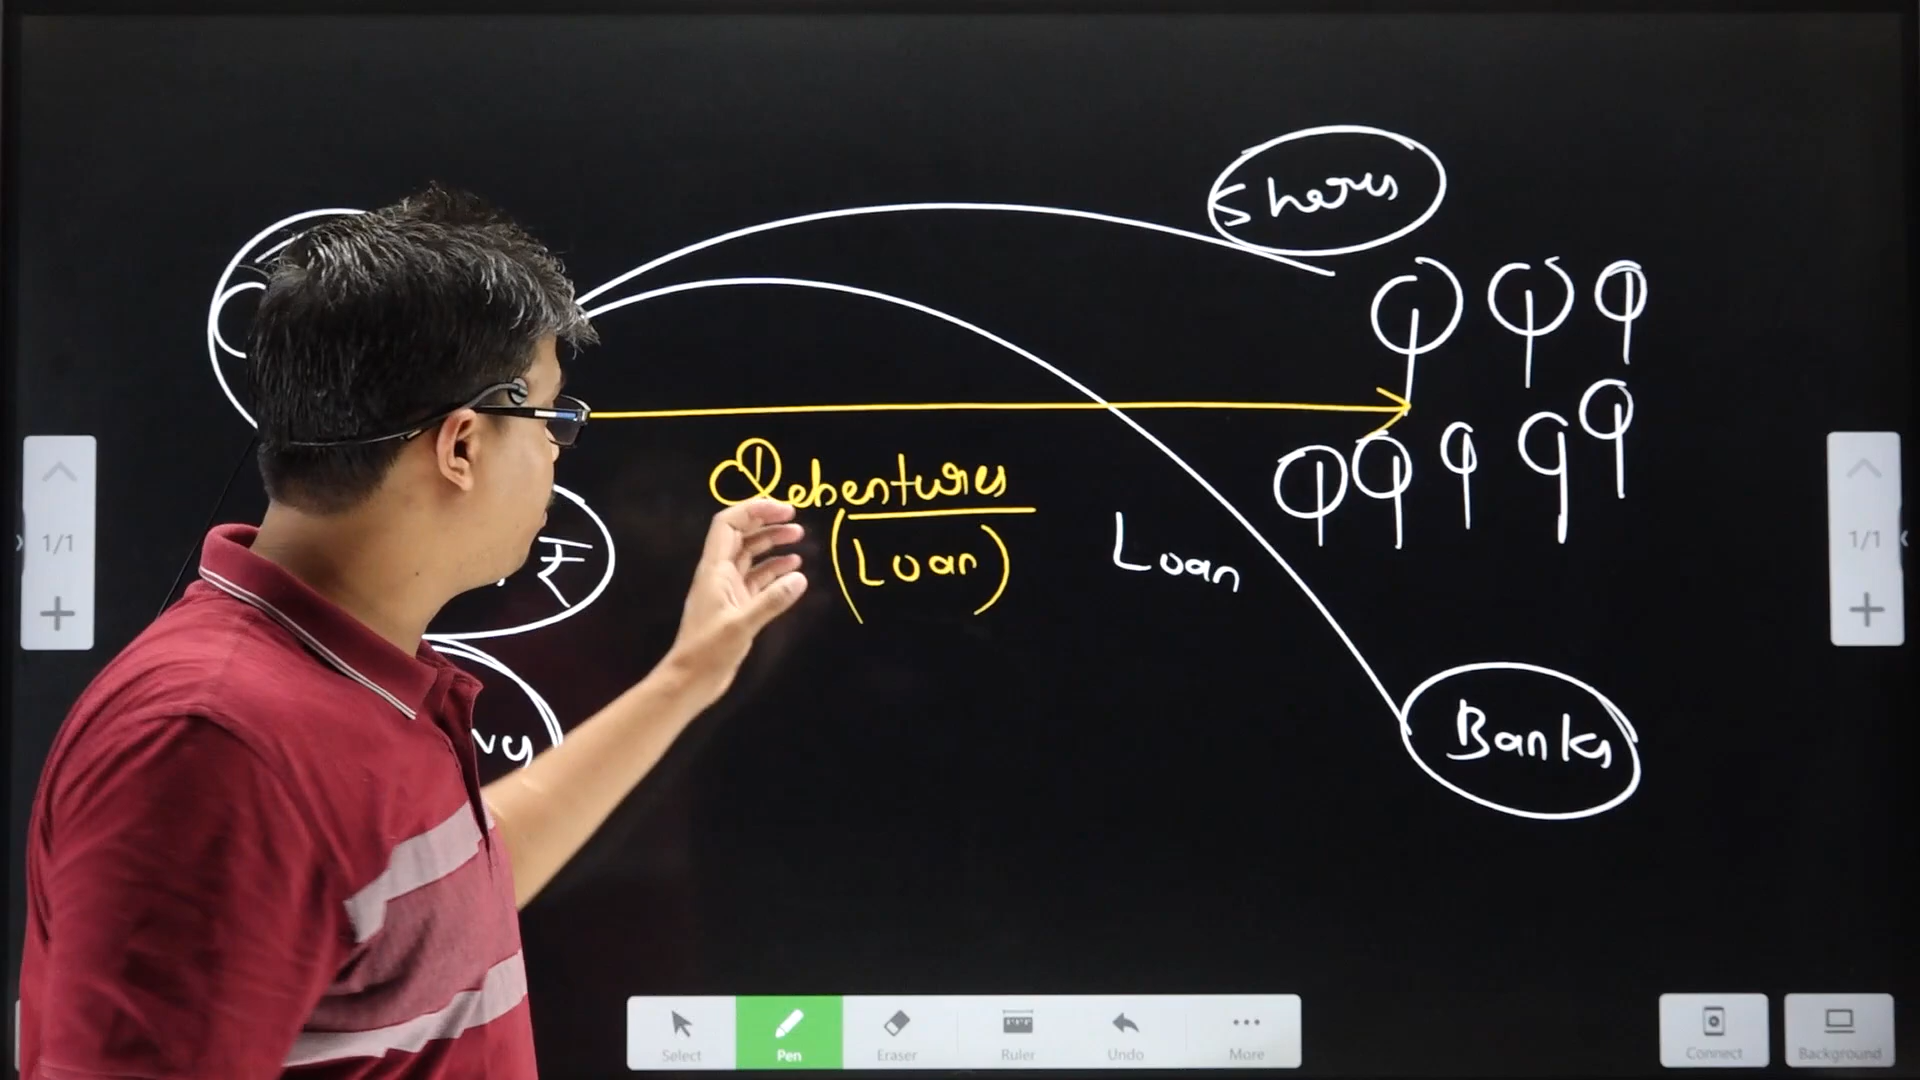 Shares
Debentures
(Loan)
Loan
₹
Banks
1/1
1/1
Select
Pen
Eraser
Ruler
Undo
More
Connect
Background